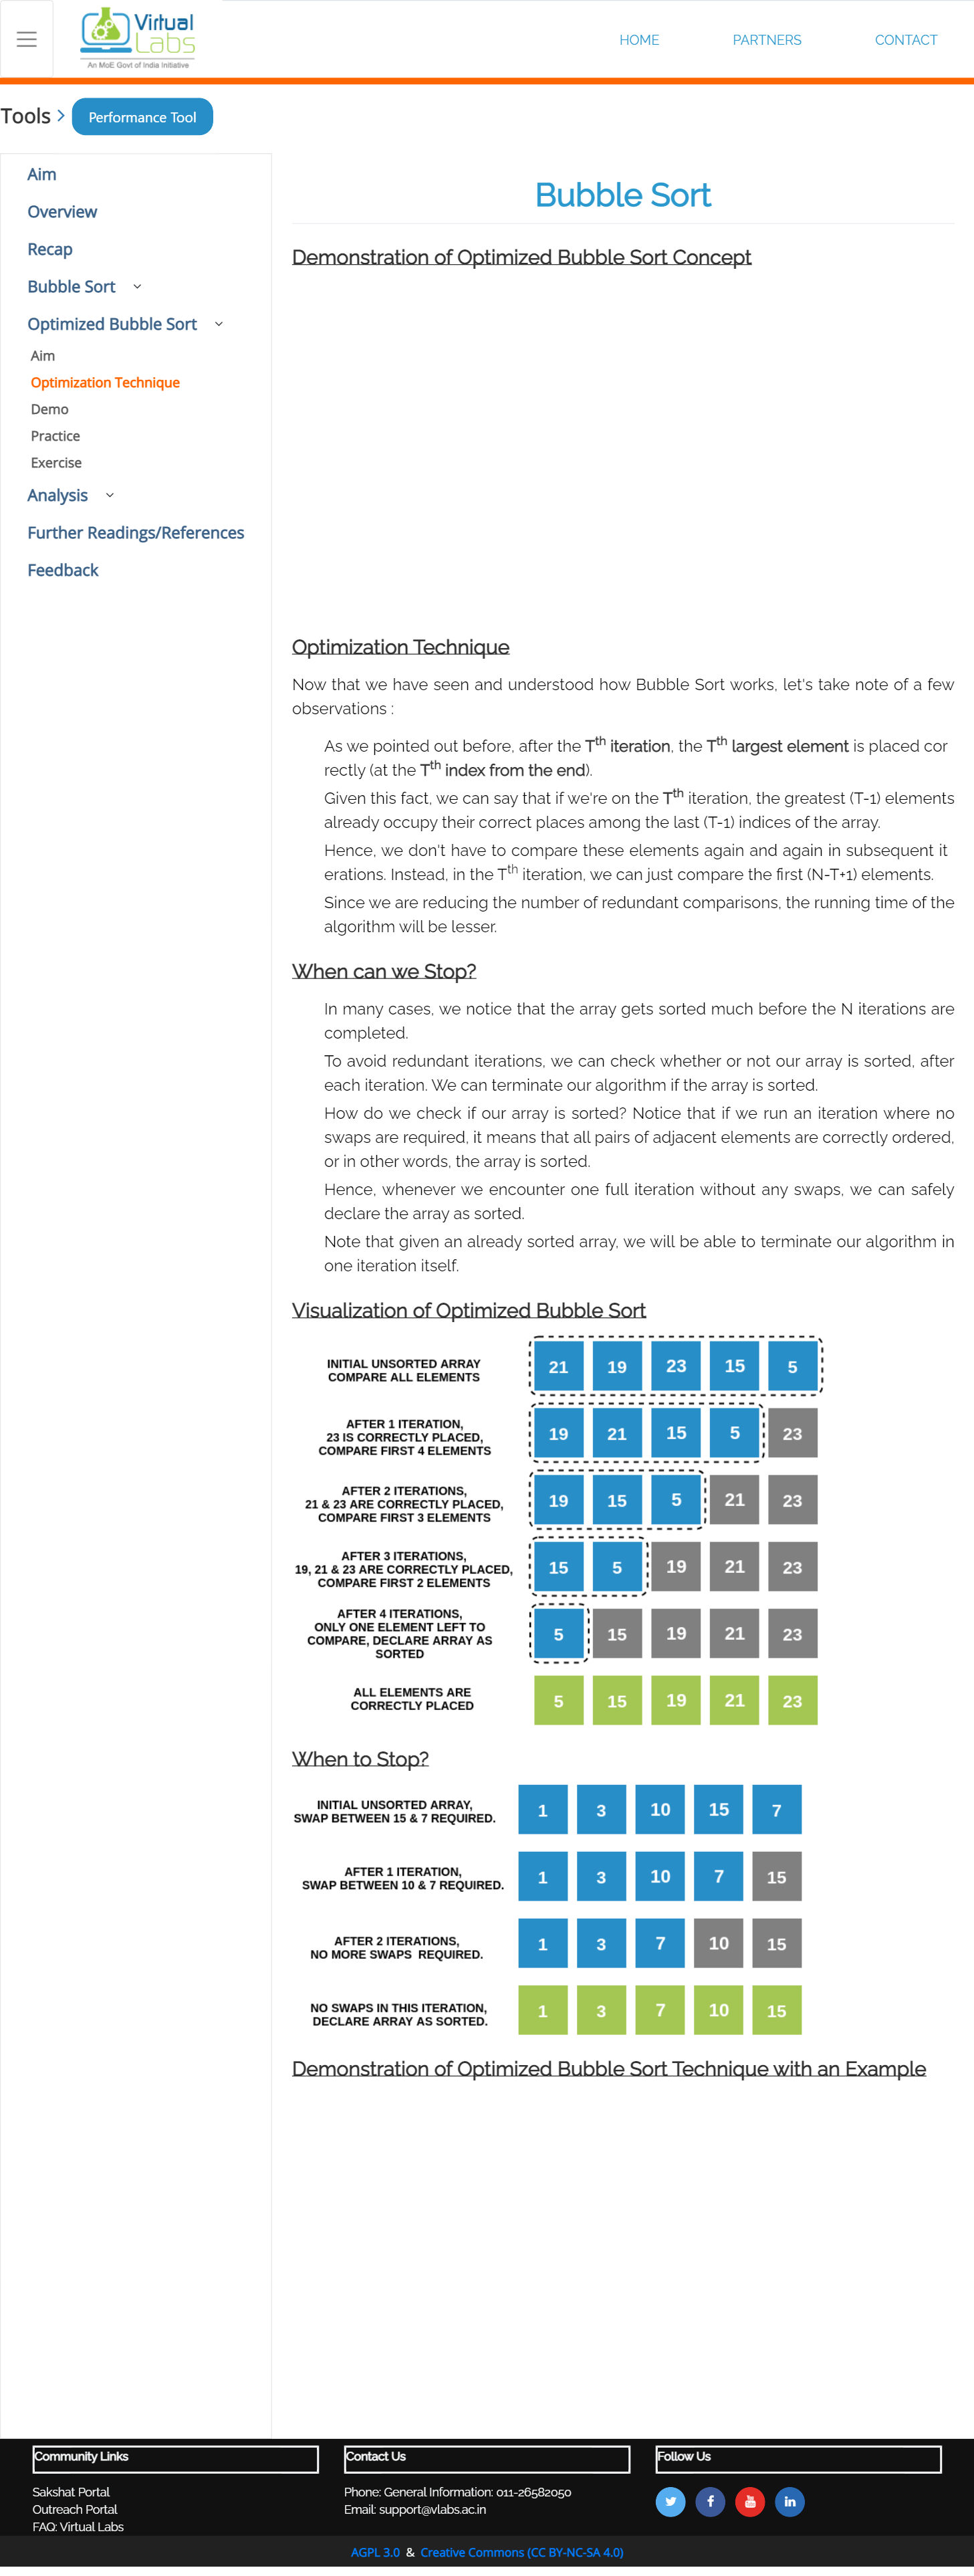 Virtual
Labs
An MoE Govt of India Initiative
HOME
PARTNERS
CONTACT
Tools
Performance Tool
Aim
Overview
Recap
Bubble Sort
Optimized Bubble Sort
Aim
Optimization Technique
Demo
Practice
Exercise
Analysis
Further Readings/References
Feedback
Bubble Sort
Demonstration of Optimized Bubble Sort Concept
Optimization Technique
Now that we have seen and understood how Bubble Sort works, let's take note of a few
observations :
As we pointed out before, after the Tth iteration, the Tth largest element is placed cor
rectly (at the Tth index from the end).
Given this fact, we can say that if we're on the Tth iteration, the greatest (T-1) elements
already occupy their correct places among the last (T-1) indices of the array.
Hence, we don't have to compare these elements again and again in subsequent it
erations. Instead, in the Tth iteration, we can just compare the first (N-T+1) elements.
Since we are reducing the number of redundant comparisons, the running time of the
algorithm will be lesser.
When can we Stop?
In many cases, we notice that the array gets sorted much before the N iterations are
completed.
To avoid redundant iterations, we can check whether or not our array is sorted, after
each iteration. We can terminate our algorithm if the array is sorted.
How do we check if our array is sorted? Notice that if we run an iteration where no
swaps are required, it means that all pairs of adjacent elements are correctly ordered,
or in other words, the array is sorted.
Hence, whenever we encounter one full iteration without any swaps, we can safely
declare the array as sorted.
Note that given an already sorted array, we will be able to terminate our algorithm in
one iteration itself.
Visualization of Optimized Bubble Sort
INITIAL UNSORTED ARRAY
COMPARE ALL ELEMENTS
21 19 23 15 5
AFTER 1 ITERATION,
23 IS CORRECTLY PLACED,
COMPARE FIRST 4 ELEMENTS
19 21 15 5 23
AFTER 2 ITERATIONS,
21 & 23 ARE CORRECTLY PLACED,
COMPARE FIRST 3 ELEMENTS
19 15 5 21 23
AFTER 3 ITERATIONS,
19, 21 & 23 ARE CORRECTLY PLACED,
COMPARE FIRST 2 ELEMENTS
15 5 19 21 23
AFTER 4 ITERATIONS,
ONLY ONE ELEMENT LEFT TO
COMPARE, DECLARE ARRAY AS
SORTED
5 15 19 21 23
ALL ELEMENTS ARE
CORRECTLY PLACED
5 15 19 21 23
When to Stop?
INITIAL UNSORTED ARRAY,
SWAP BETWEEN 15 & 7 REQUIRED.
1 3 10 15 7
AFTER 1 ITERATION,
SWAP BETWEEN 10 & 7 REQUIRED.
1 3 10 7 15
AFTER 2 ITERATIONS,
NO MORE SWAPS REQUIRED.
1 3 7 10 15
NO SWAPS IN THIS ITERATION,
DECLARE ARRAY AS SORTED.
1 3 7 10 15
Demonstration of Optimized Bubble Sort Technique with an Example
Community Links
Sakshat Portal
Outreach Portal
FAQ: Virtual Labs
Contact Us
Phone: General Information: 011-26582050
Email: support@vlabs.ac.in
Follow Us
AGPL 3.0 & Creative Commons (CC BY-NC-SA 4.0)